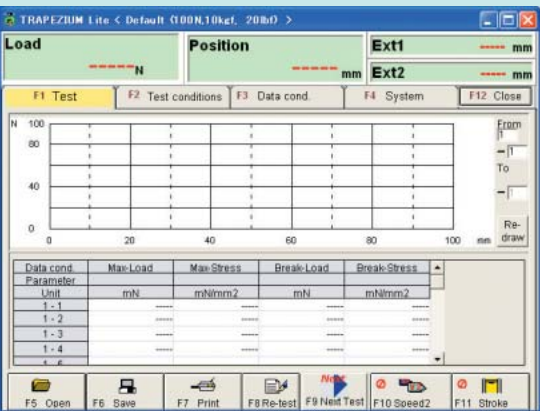 TRAPEZIUM Lite < Default (100N,10kgf, 20lbf) >
Load Position Ext1 ----- mm
-----N -----mm Ext2 ----- mm
F1 Test F2 Test conditions F3 Data cond. F4 System F12 Close
N 100 From
80 1
- 1
To
40 - 1
0 Re-draw
0 20 40 60 80 100 mm
Data cond. Max-Load Max-Stress Break-Load Break-Stress
Parameter
Unit mN mN/mm2 mN mN/mm2
1 - 1 ----- ----- ----- -----
1 - 2 ----- ----- ----- -----
1 - 3 ----- ----- ----- -----
1 - 4 ----- ----- ----- -----
Next
F5 Open F6 Save F7 Print F8 Re-test F9 Next Test F10 Speed2 F11 Stroke